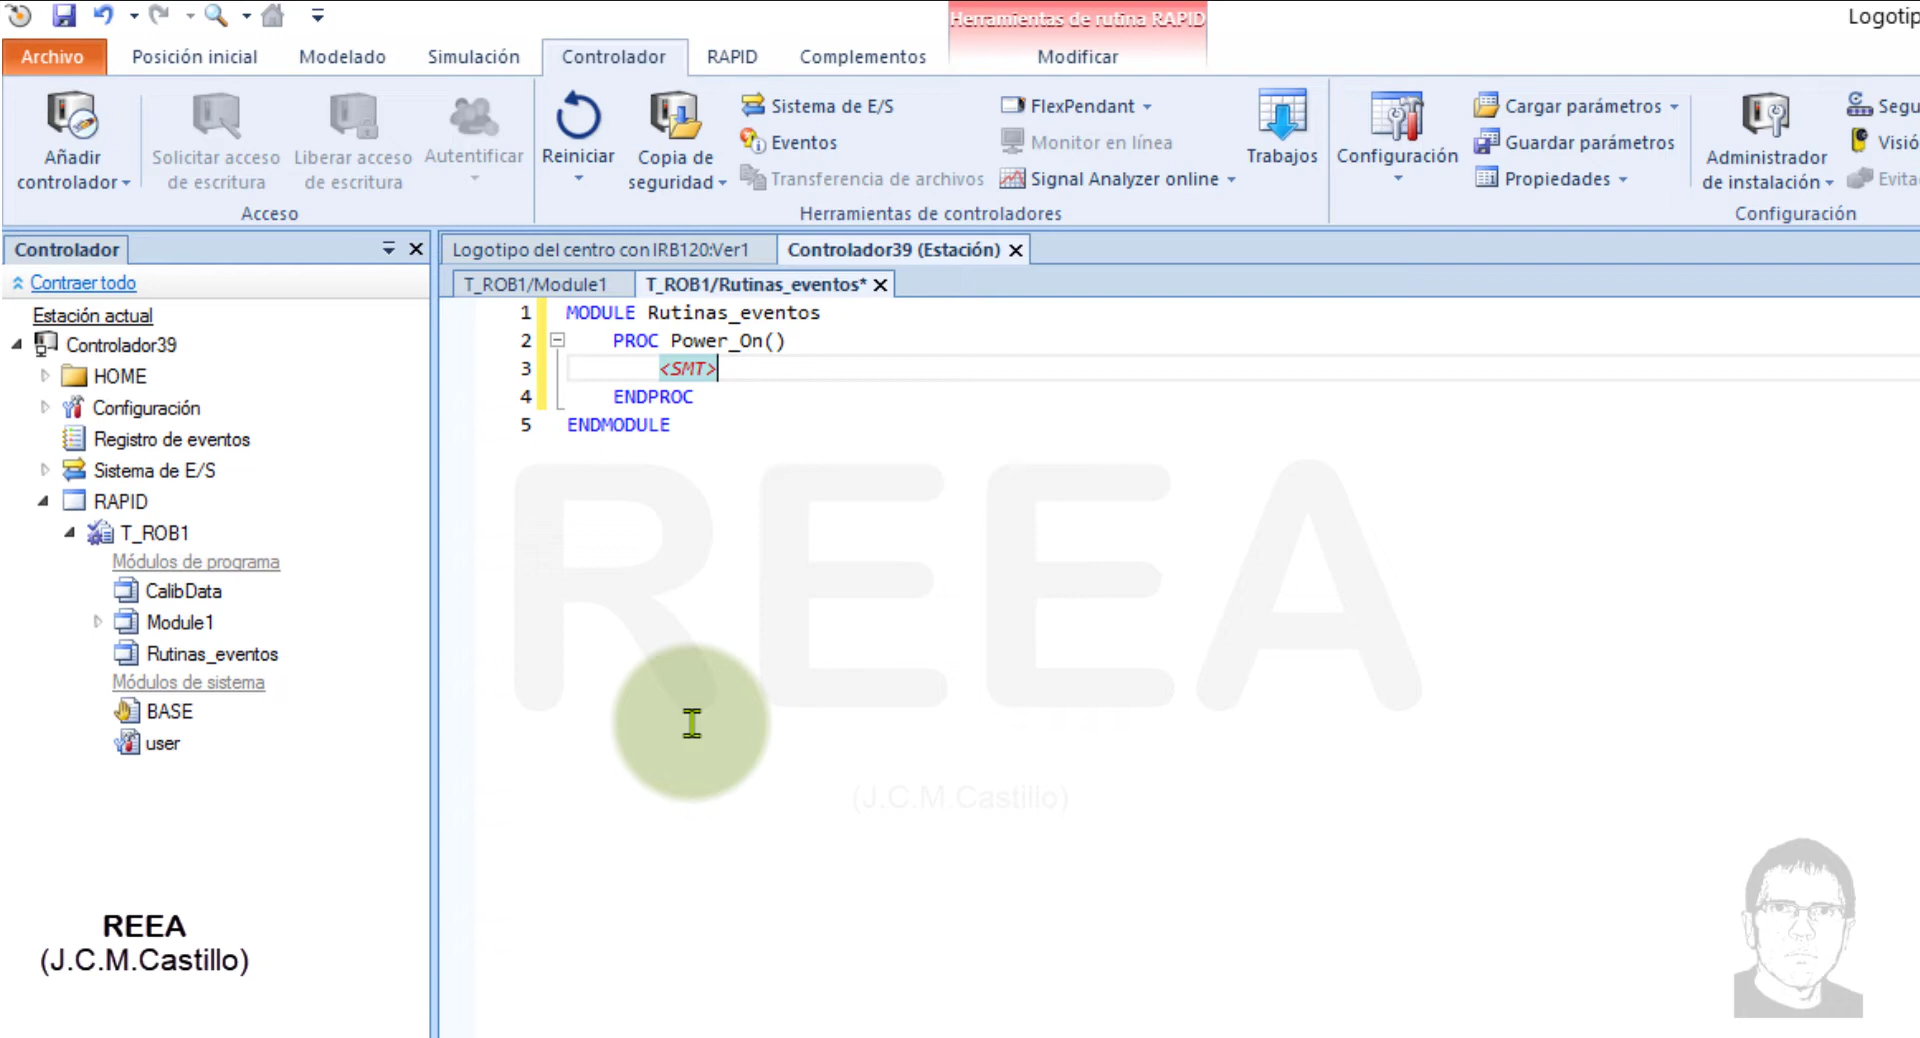 Herramientas de rutina RAPID
Logotip
Archivo
Posición inicial
Modelado
Simulación
Controlador
RAPID
Complementos
Modificar
Añadir
controlador
Solicitar acceso
de escritura
Liberar acceso
de escritura
Autentificar
Acceso
Reiniciar
Copia de
seguridad
Sistema de E/S
Eventos
Transferencia de archivos
FlexPendant
Monitor en línea
Signal Analyzer online
Trabajos
Herramientas de controladores
Configuración
Cargar parámetros
Guardar parámetros
Propiedades
Administrador
de instalación
Segu
Visió
Evita
Configuración
Controlador
Contraer todo
Estación actual
Controlador39
HOME
Configuración
Registro de eventos
Sistema de E/S
RAPID
T_ROB1
Módulos de programa
CalibData
Module1
Rutinas_eventos
Módulos de sistema
BASE
user
REEA
(J.C.M.Castillo)
Logotipo del centro con IRB120:Ver1
Controlador39 (Estación)
T_ROB1/Module1
T_ROB1/Rutinas_eventos*
1 MODULE Rutinas_eventos
2 PROC Power_On()
3 <SMT>
4 ENDPROC
5 ENDMODULE
REEA
(J.C.M.Castillo)